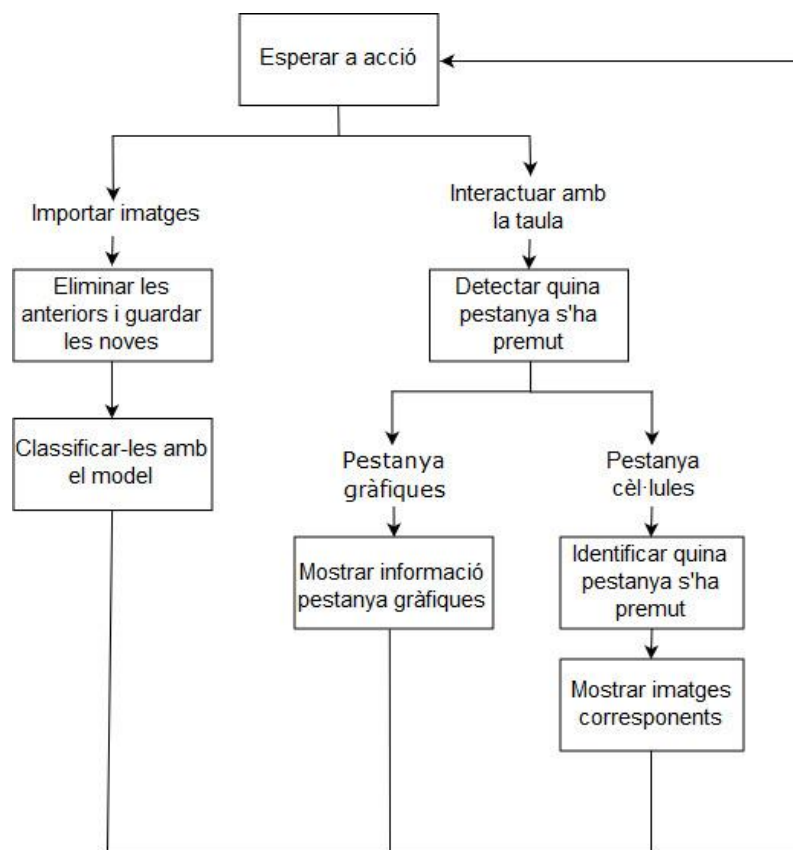 Esperar a acció
Importar imatges
Eliminar les
anteriors i guardar
les noves
Classificar-les amb
el model
Interactuar amb
la taula
Detectar quina
pestanya s'ha
premut
Pestanya
gràfiques
Mostrar informació
pestanya gràfiques
Pestanya
cèl·lules
Identificar quina
pestanya s'ha
premut
Mostrar imatges
corresponents